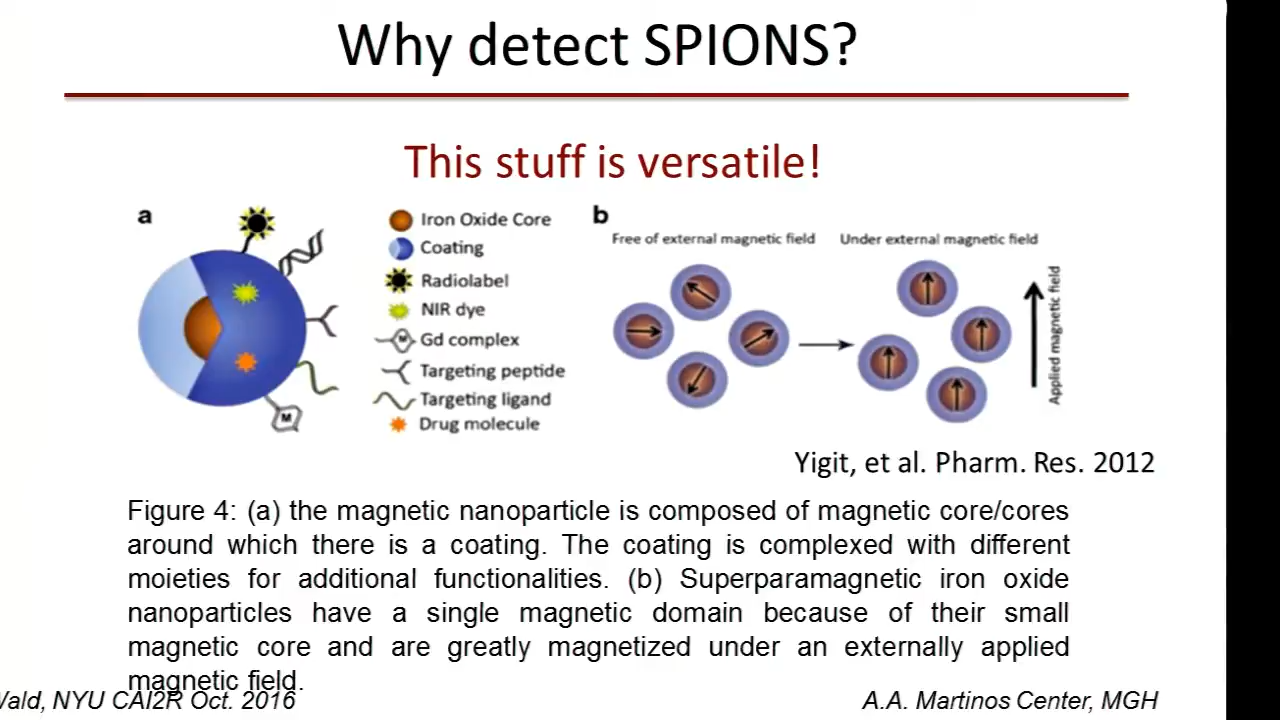 Why detect SPIONS?
This stuff is versatile!
a
Iron Oxide Core
Coating
Radiolabel
NIR dye
M
Gd complex
Targeting peptide
Targeting ligand
Drug molecule
M
b
Free of external magnetic field
Under external magnetic field
Applied magnetic field
Yigit, et al. Pharm. Res. 2012
Figure 4: (a) the magnetic nanoparticle is composed of magnetic core/cores
around which there is a coating. The coating is complexed with different
moieties for additional functionalities. (b) Superparamagnetic iron oxide
nanoparticles have a single magnetic domain because of their small
magnetic core and are greatly magnetized under an externally applied
magnetic field.
Wald, NYU CAI2R Oct. 2016
A.A. Martinos Center, MGH